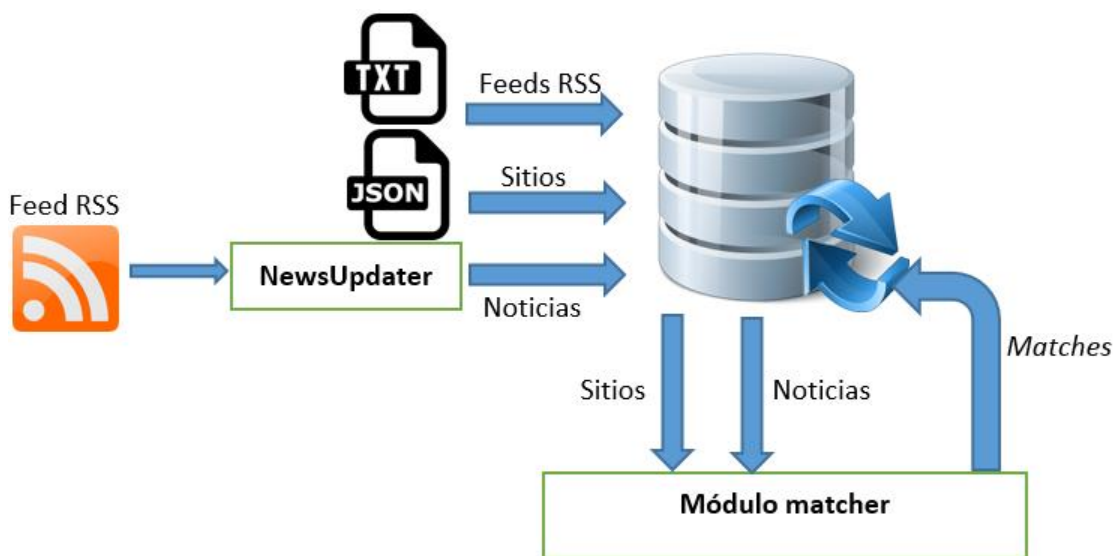 TXT
Feeds RSS
JSON
Sitios
Feed RSS
NewsUpdater
Noticias
Matches
Sitios
Noticias
Módulo matcher